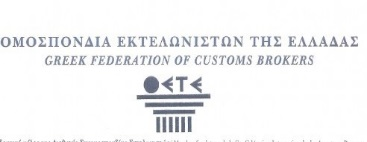 ΟΜΟΣΠΟΝΔΙΑ ΕΚΤΕΛΩΝΙΣΤΩΝ ΤΗΣ ΕΛΛΑΔΑΣ
GREEK FEDERATION OF CUSTOMS BROKERS
ΟΕΤΕ